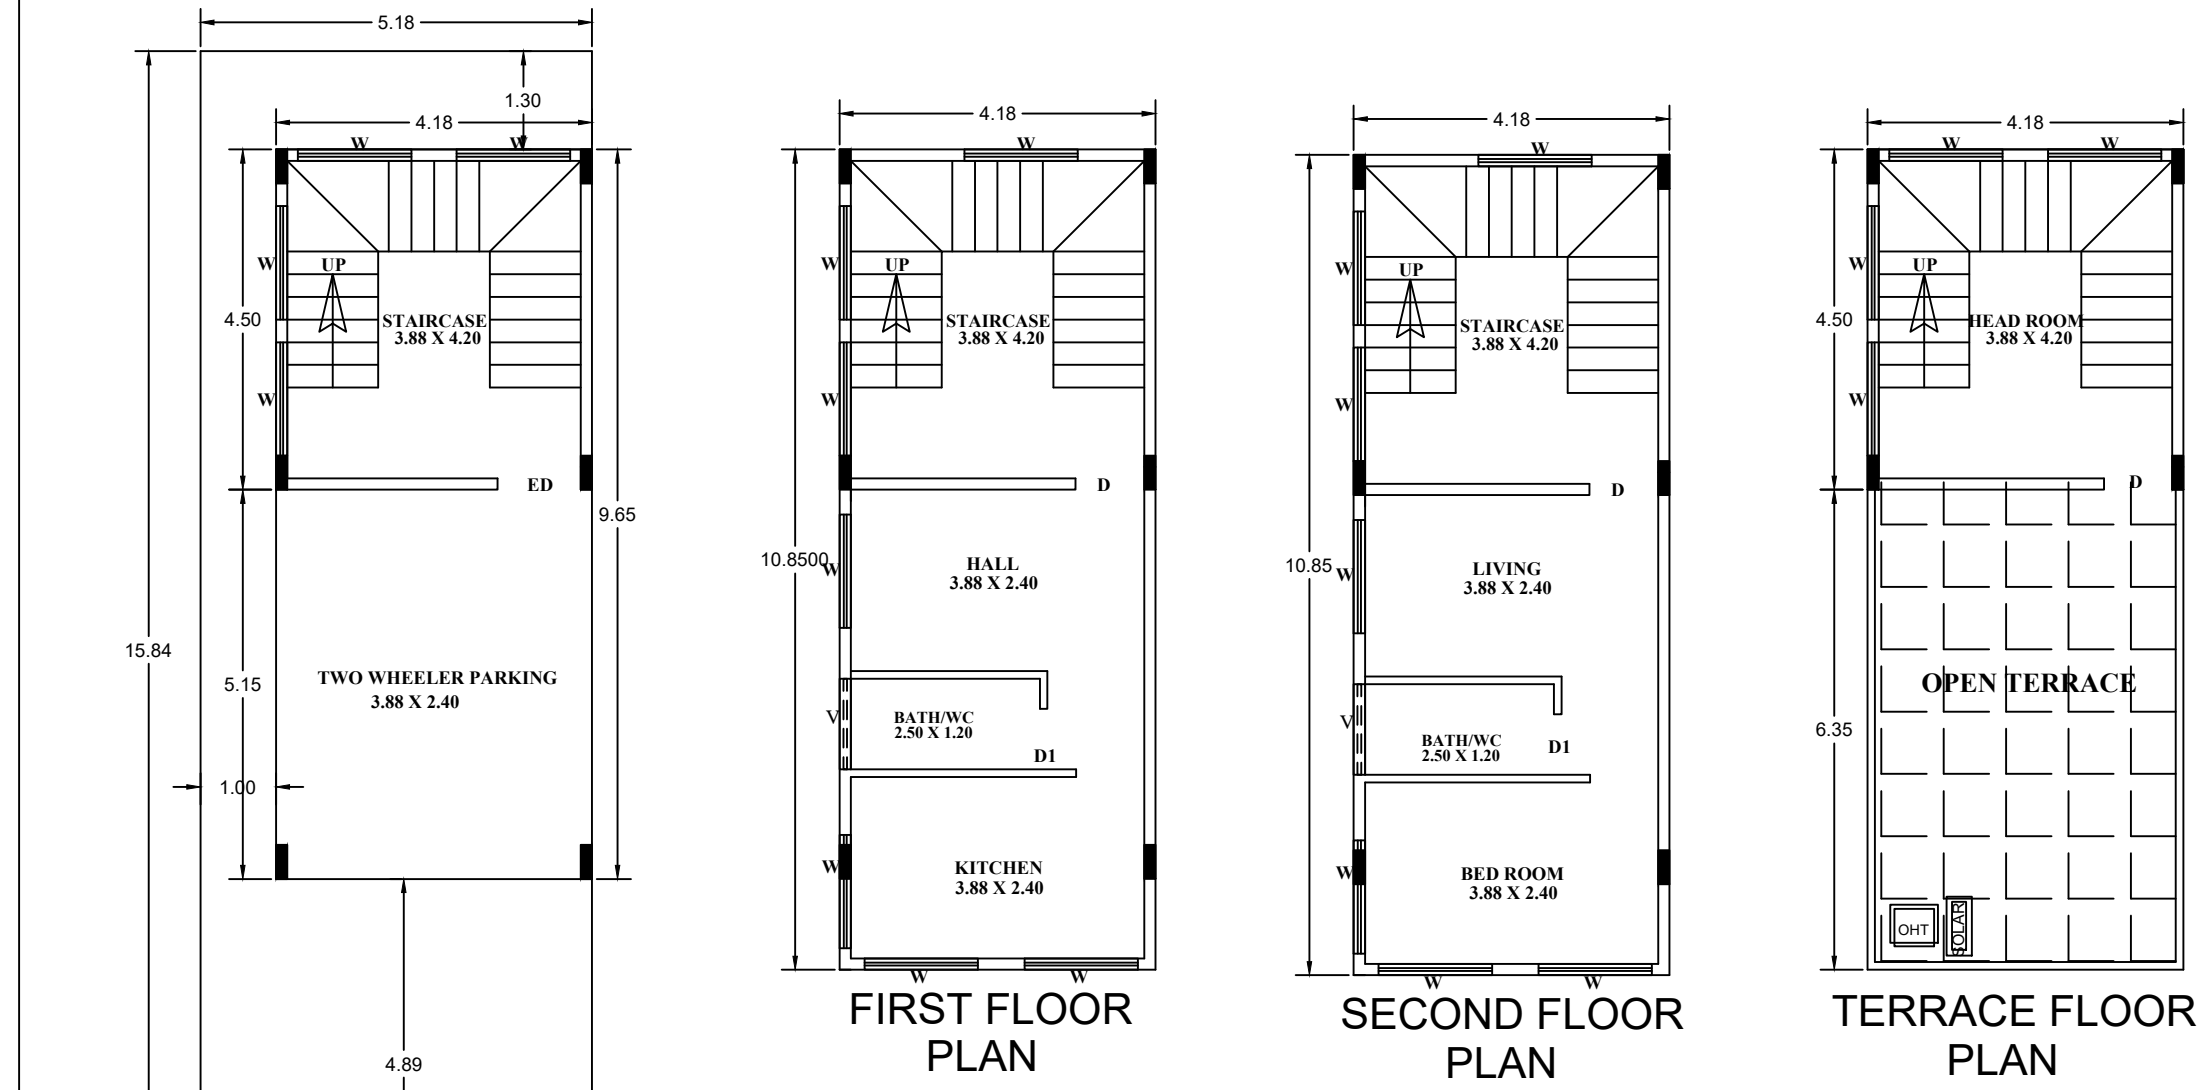 5.18
1.30
4.18
W
W
W
UP
STAIRCASE
3.88 X 4.20
4.50
W
ED
9.65
15.84
TWO WHEELER PARKING
3.88 X 2.40
5.15
1.00
4.89
4.18
W
W
UP
STAIRCASE
3.88 X 4.20
W
D
10.8500
W
HALL
3.88 X 2.40
V
BATH/WC
2.50 X 1.20
D1
W
KITCHEN
3.88 X 2.40
W
W
FIRST FLOOR
PLAN
4.18
W
W
UP
STAIRCASE
3.88 X 4.20
W
D
10.85
W
LIVING
3.88 X 2.40
V
BATH/WC
2.50 X 1.20
D1
W
BED ROOM
3.88 X 2.40
W
W
SECOND FLOOR
PLAN
4.18
W
W
W
UP
HEAD ROOM
3.88 X 4.20
4.50
W
D
OPEN TERRACE
6.35
OHT
SOLAR
TERRACE FLOOR
PLAN